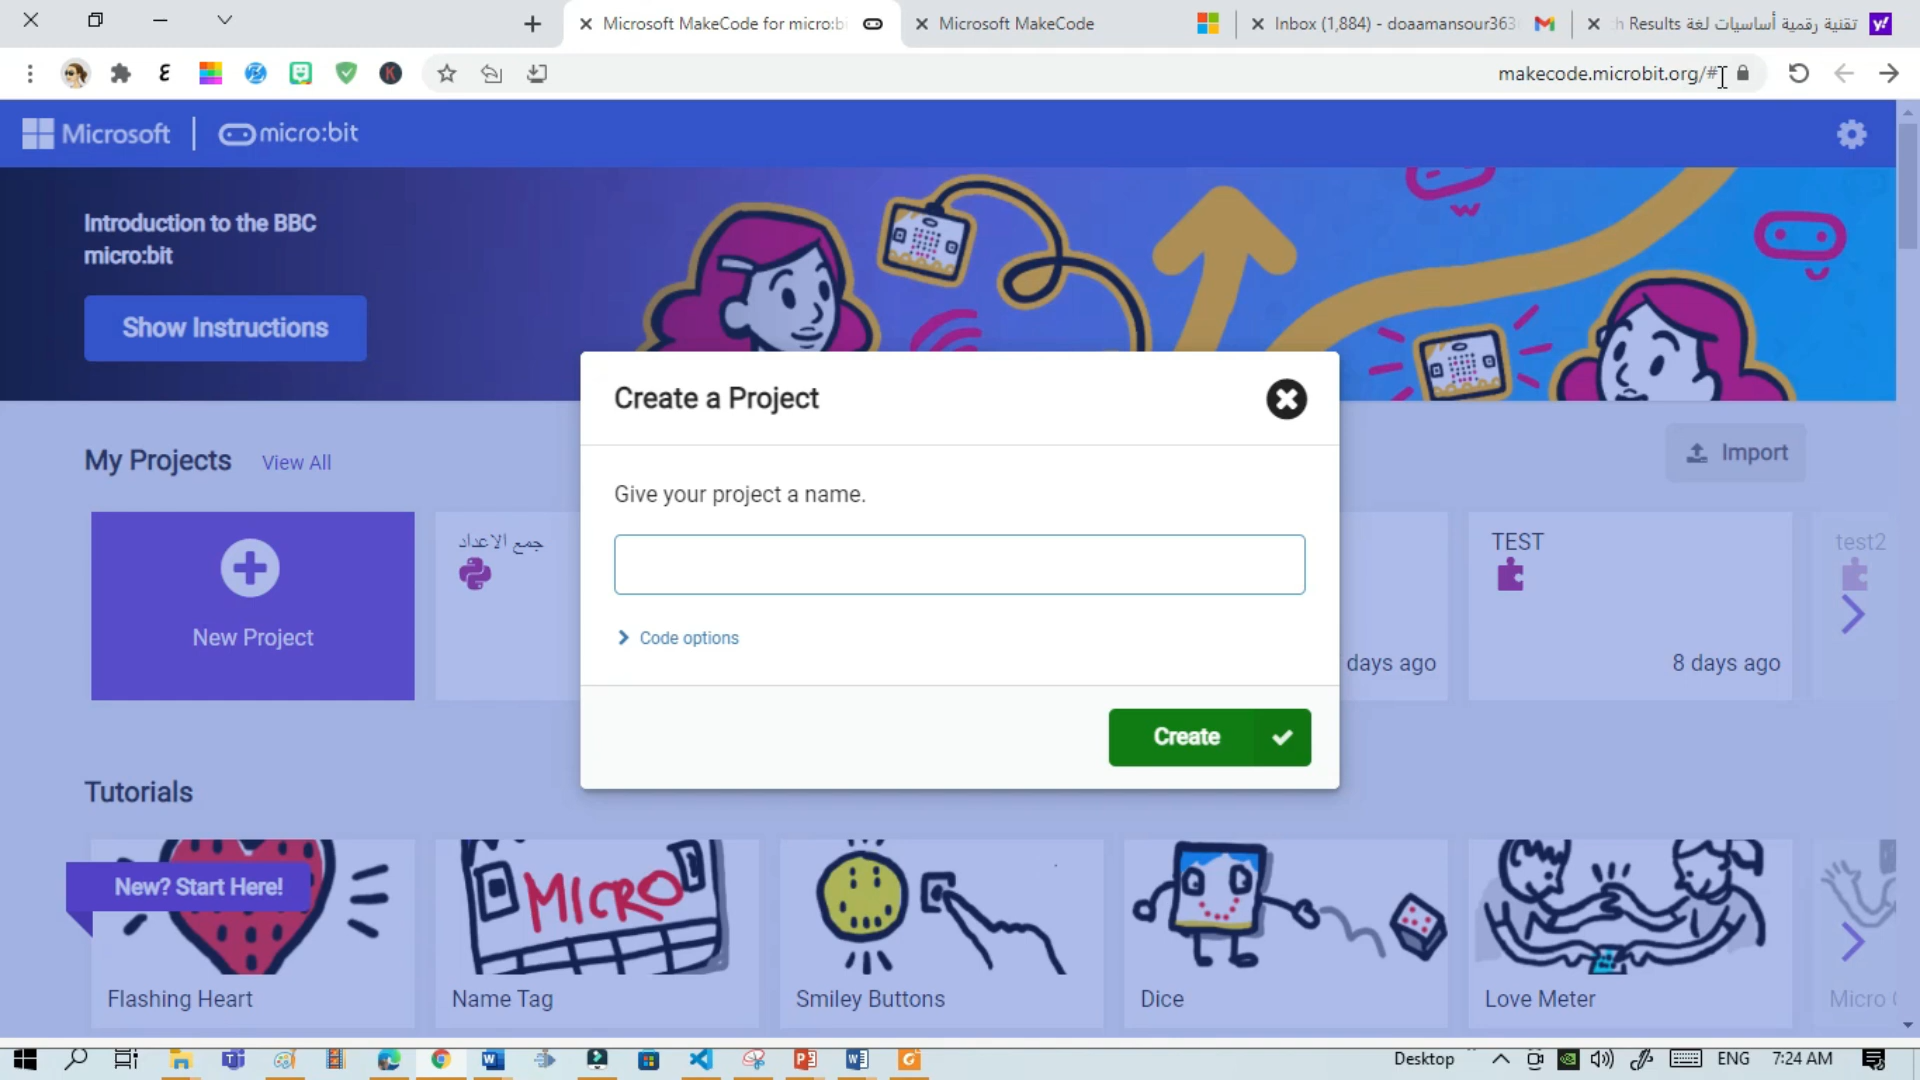 Microsoft MakeCode for micro:bi
Microsoft MakeCode
Inbox (1,884) - doaamansour363
تقنية رقمية أساسيات لغة h Results
makecode.microbit.org/#
Microsoft
micro:bit
Introduction to the BBC
micro:bit
Show Instructions
Create a Project
Give your project a name.
Code options
Create
My Projects
View All
Import
New Project
جمع الاعداد
days ago
TEST
8 days ago
test2
Tutorials
New? Start Here!
MICRO
Flashing Heart
Name Tag
Smiley Buttons
Dice
Love Meter
Micro
Desktop
ENG
7:24 AM